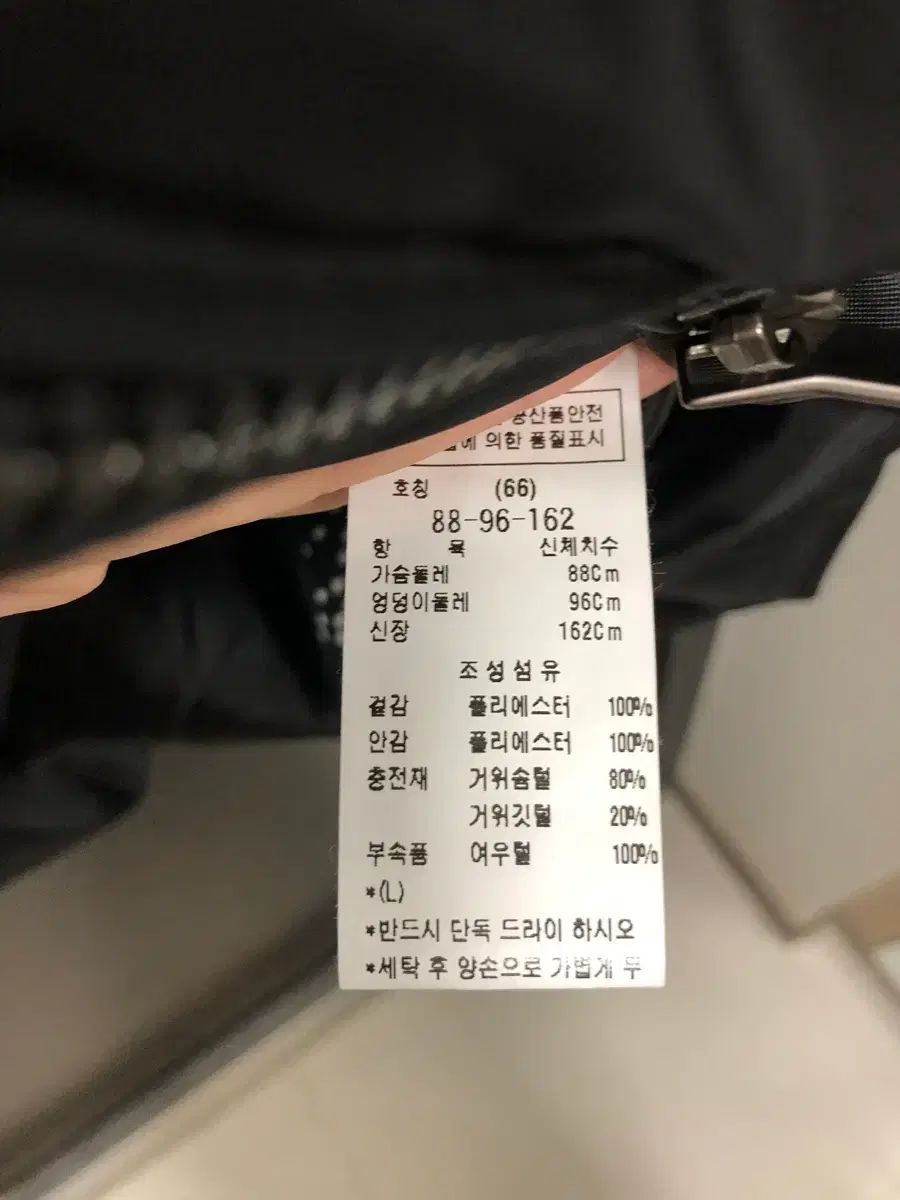 공산품안전
에 의한 품질표시
호칭 (66)
88-96-162
항 목 신체치수
가슴둘레 88Cm
엉덩이둘레 96Cm
신장 162Cm
조성섬유
겉감 폴리에스터 100%
안감 폴리에스터 100%
충전재 거위솜털 80%
거위깃털 20%
부속품 여우털 100%
*(L)
*반드시 단독 드라이 하시오
*세탁 후 양손으로 가볍게 두